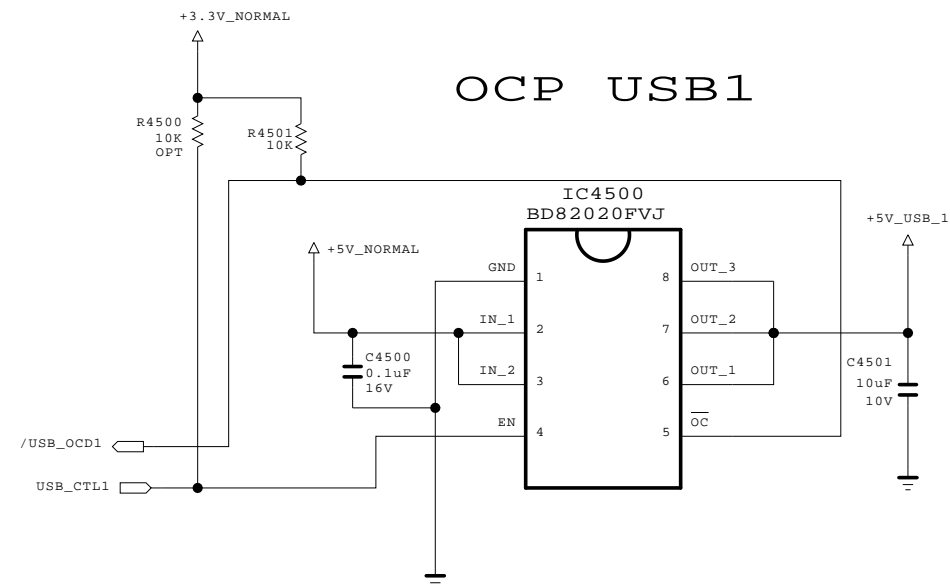 +3.3V_NORMAL
OCP USB1
R4500
10K
OPT
R4501
10K
IC4500
BD82020FVJ
+5V_USB_1
+5V_NORMAL
GND
1
8
OUT_3
IN_1
2
7
OUT_2
C4500
0.1uF
16V
IN_2
3
6
OUT_1
C4501
10uF
10V
EN
4
5
OC
/USB_OCD1
USB_CTL1